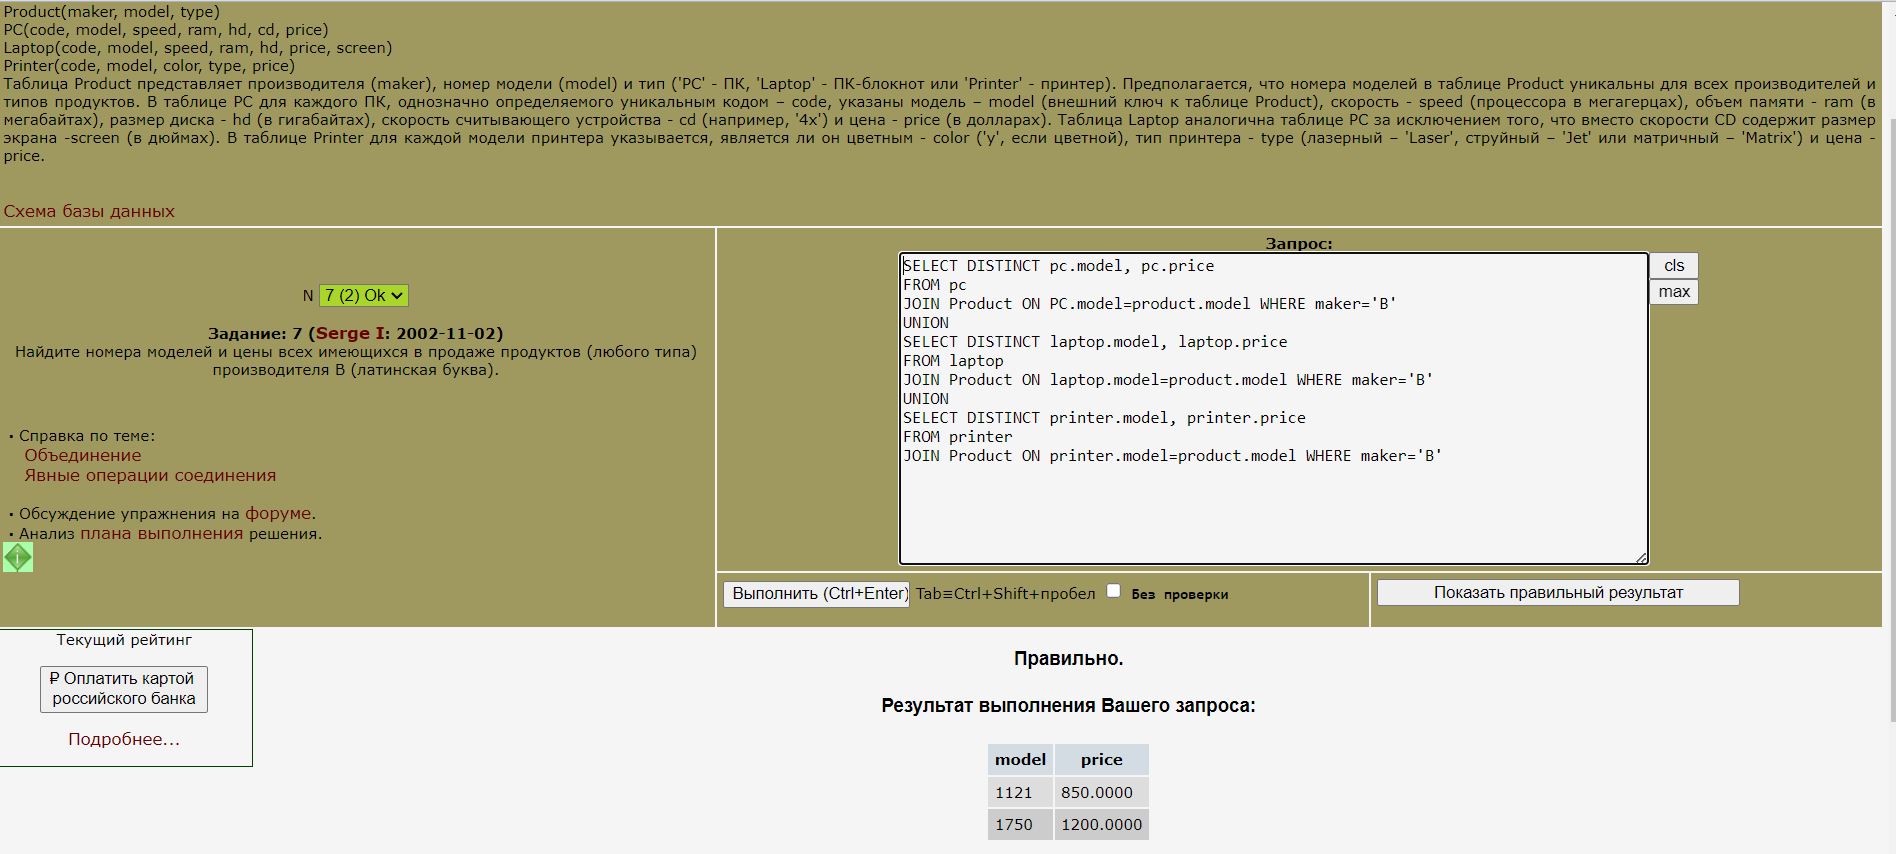 Product(maker, model, type)
PC(code, model, speed, ram, hd, cd, price)
Laptop(code, model, speed, ram, hd, price, screen)
Printer(code, model, color, type, price)
Таблица Product представляет производителя (maker), номер модели (model) и тип ('PC' - ПК, 'Laptop' - ПК-блокнот или 'Printer' - принтер). Предполагается, что номера моделей в таблице Product уникальны для всех производителей и
типов продуктов. В таблице PC для каждого ПК, однозначно определяемого уникальным кодом – code, указаны модель – model (внешний ключ к таблице Product), скорость - speed (процессора в мегагерцах), объем памяти - ram (в
мегабайтах), размер диска - hd (в гигабайтах), скорость считывающего устройства - cd (например, '4x') и цена - price (в долларах). Таблица Laptop аналогична таблице PC за исключением того, что вместо скорости CD содержит размер
экрана -screen (в дюймах). В таблице Printer для каждой модели принтера указывается, является ли он цветным - color ('y', если цветной), тип принтера - type (лазерный – 'Laser', струйный – 'Jet' или матричный – 'Matrix') и цена -
price.
Схема базы данных
N 7 (2) Ok
Задание: 7 (Serge I: 2002-11-02)
Найдите номера моделей и цены всех имеющихся в продаже продуктов (любого типа)
производителя B (латинская буква).
· Справка по теме:
Объединение
Явные операции соединения
· Обсуждение упражнения на форуме.
· Анализ плана выполнения решения.
i
Запрос:
SELECT DISTINCT pc.model, pc.price
FROM pc
JOIN Product ON PC.model=product.model WHERE maker='B'
UNION
SELECT DISTINCT laptop.model, laptop.price
FROM laptop
JOIN Product ON laptop.model=product.model WHERE maker='B'
UNION
SELECT DISTINCT printer.model, printer.price
FROM printer
JOIN Product ON printer.model=product.model WHERE maker='B'
cls
max
Выполнить (Ctrl+Enter) Tab≡Ctrl+Shift+пробел Без проверки
Показать правильный результат
Текущий рейтинг
₽ Оплатить картой
российского банка
Подробнее...
Правильно.
Результат выполнения Вашего запроса:
model price
1121 850.0000
1750 1200.0000